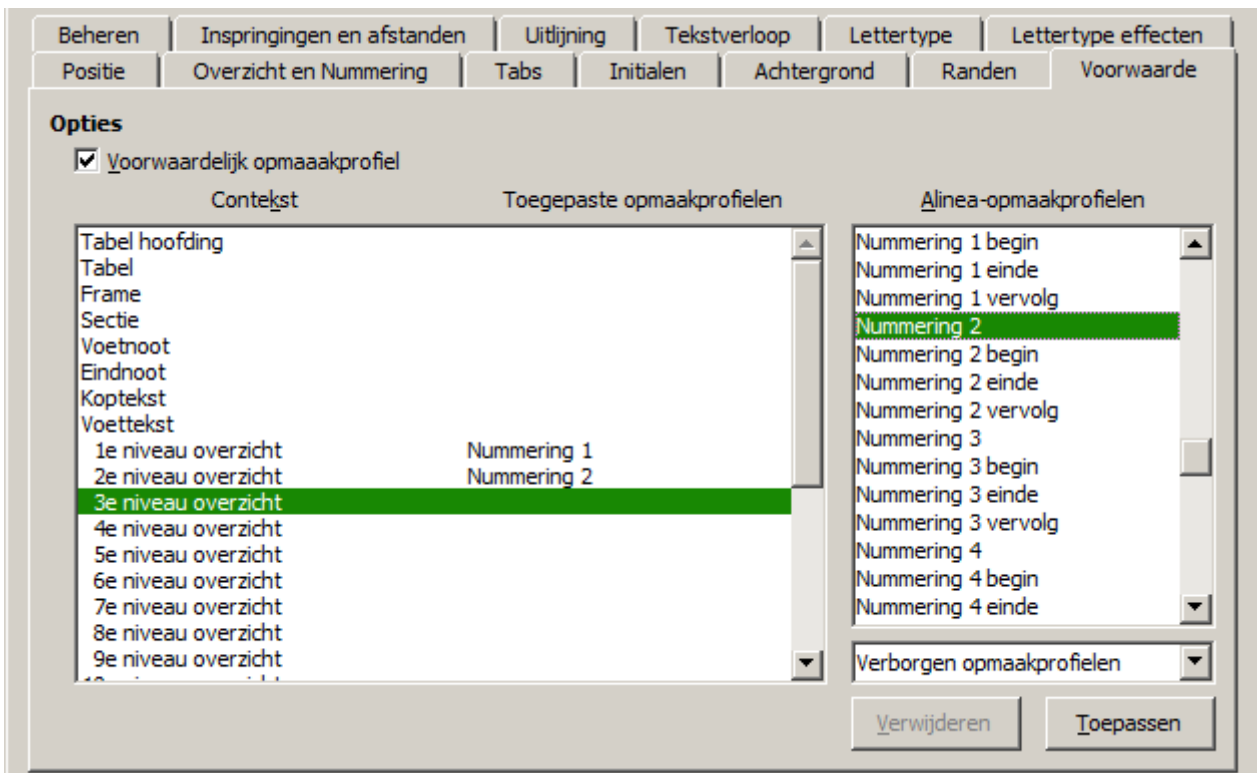 Beheren Inspringingen en afstanden Uitlijning Tekstverloop Lettertype Lettertype effecten
Positie Overzicht en Nummering Tabs Initialen Achtergrond Randen Voorwaarde
Opties
Voorwaardelijk opmaaakprofiel
Contekst Toegepaste opmaakprofielen Alinea-opmaakprofielen
Tabel hoofding
Tabel
Frame
Sectie
Voetnoot
Eindnoot
Koptekst
Voettekst
1e niveau overzicht Nummering 1
2e niveau overzicht Nummering 2
3e niveau overzicht
4e niveau overzicht
5e niveau overzicht
6e niveau overzicht
7e niveau overzicht
8e niveau overzicht
9e niveau overzicht
Nummering 1 begin
Nummering 1 einde
Nummering 1 vervolg
Nummering 2
Nummering 2 begin
Nummering 2 einde
Nummering 2 vervolg
Nummering 3
Nummering 3 begin
Nummering 3 einde
Nummering 3 vervolg
Nummering 4
Nummering 4 begin
Nummering 4 einde
Verborgen opmaakprofielen
Verwijderen Toepassen